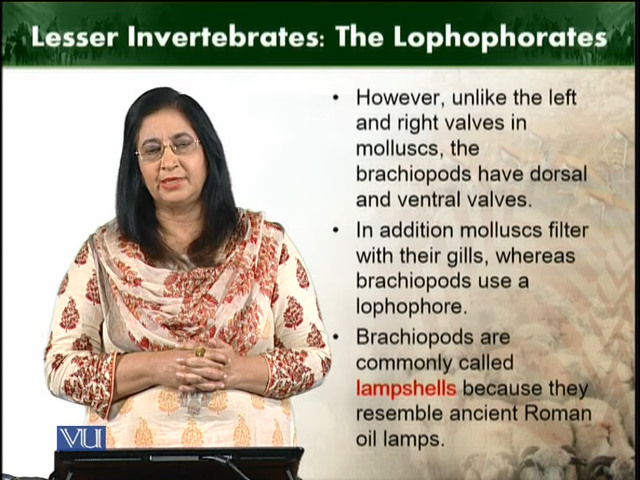 Lesser Invertebrates: The Lophophorates
• However, unlike the left
and right valves in
molluscs, the
brachiopods have dorsal
and ventral valves.
• In addition molluscs filter
with their gills, whereas
brachiopods use a
lophophore.
• Brachiopods are
commonly called
lampshells because they
resemble ancient Roman
oil lamps.
VU